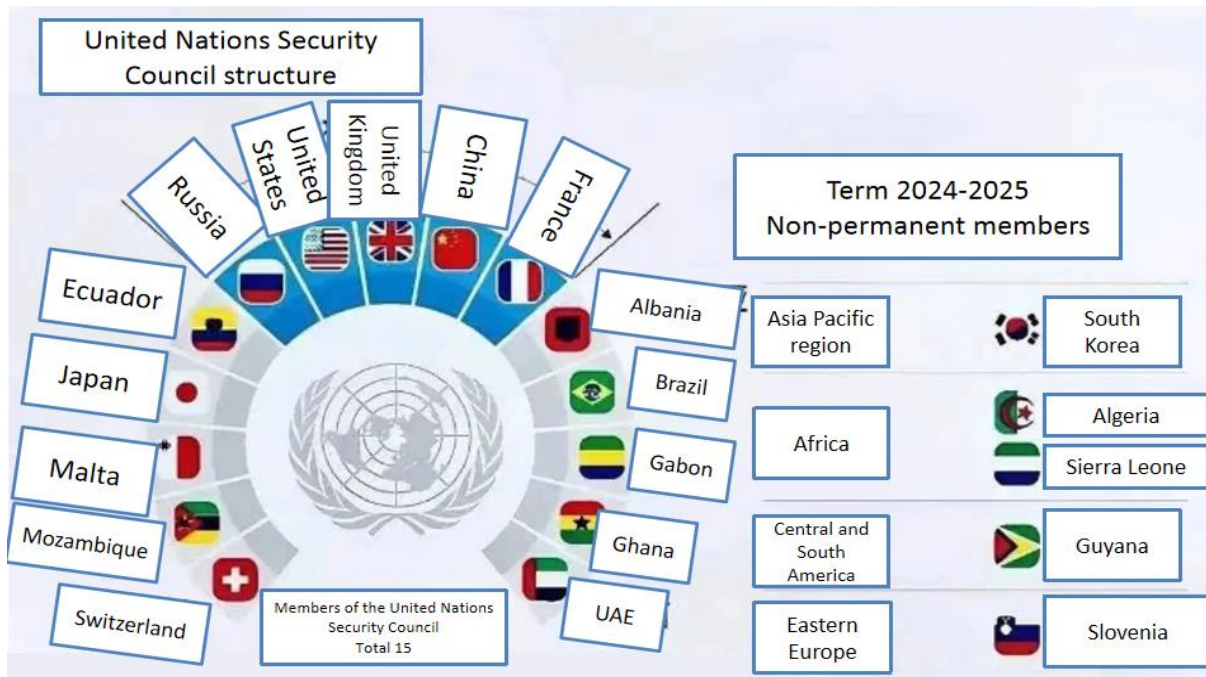 United Nations Security
Council structure
Russia
United
States
United
Kingdom
China
France
Ecuador
Japan
Malta
Mozambique
Switzerland
Albania
Brazil
Gabon
Ghana
UAE
Members of the United Nations
Security Council
Total 15
Term 2024-2025
Non-permanent members
Asia Pacific
region
South
Korea
Africa
Algeria
Sierra Leone
Central and
South
America
Guyana
Eastern
Europe
Slovenia